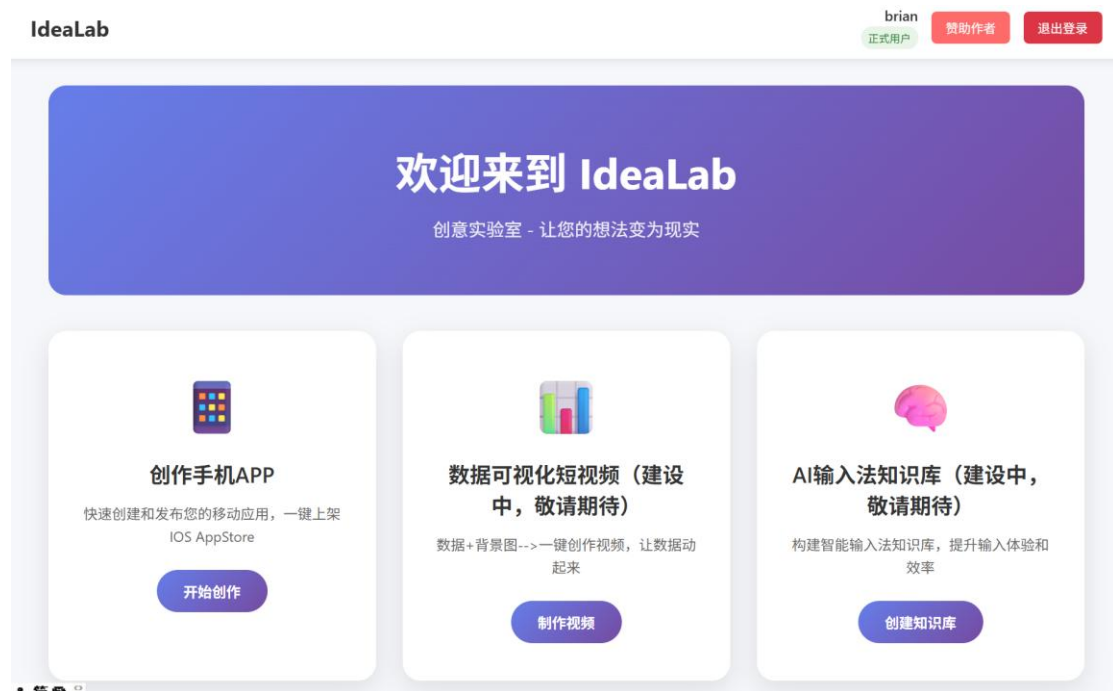 IdeaLab
brian
正式用户
赞助作者
退出登录
欢迎来到 IdeaLab
创意实验室 - 让您的想法变为现实
创作手机APP
快速创建和发布您的移动应用，一键上架
IOS AppStore
开始创作
数据可视化短视频（建设
中，敬请期待）
数据+背景图-->一键创作视频，让数据动
起来
制作视频
AI输入法知识库（建设中，
敬请期待）
构建智能输入法知识库，提升输入体验和
效率
创建知识库